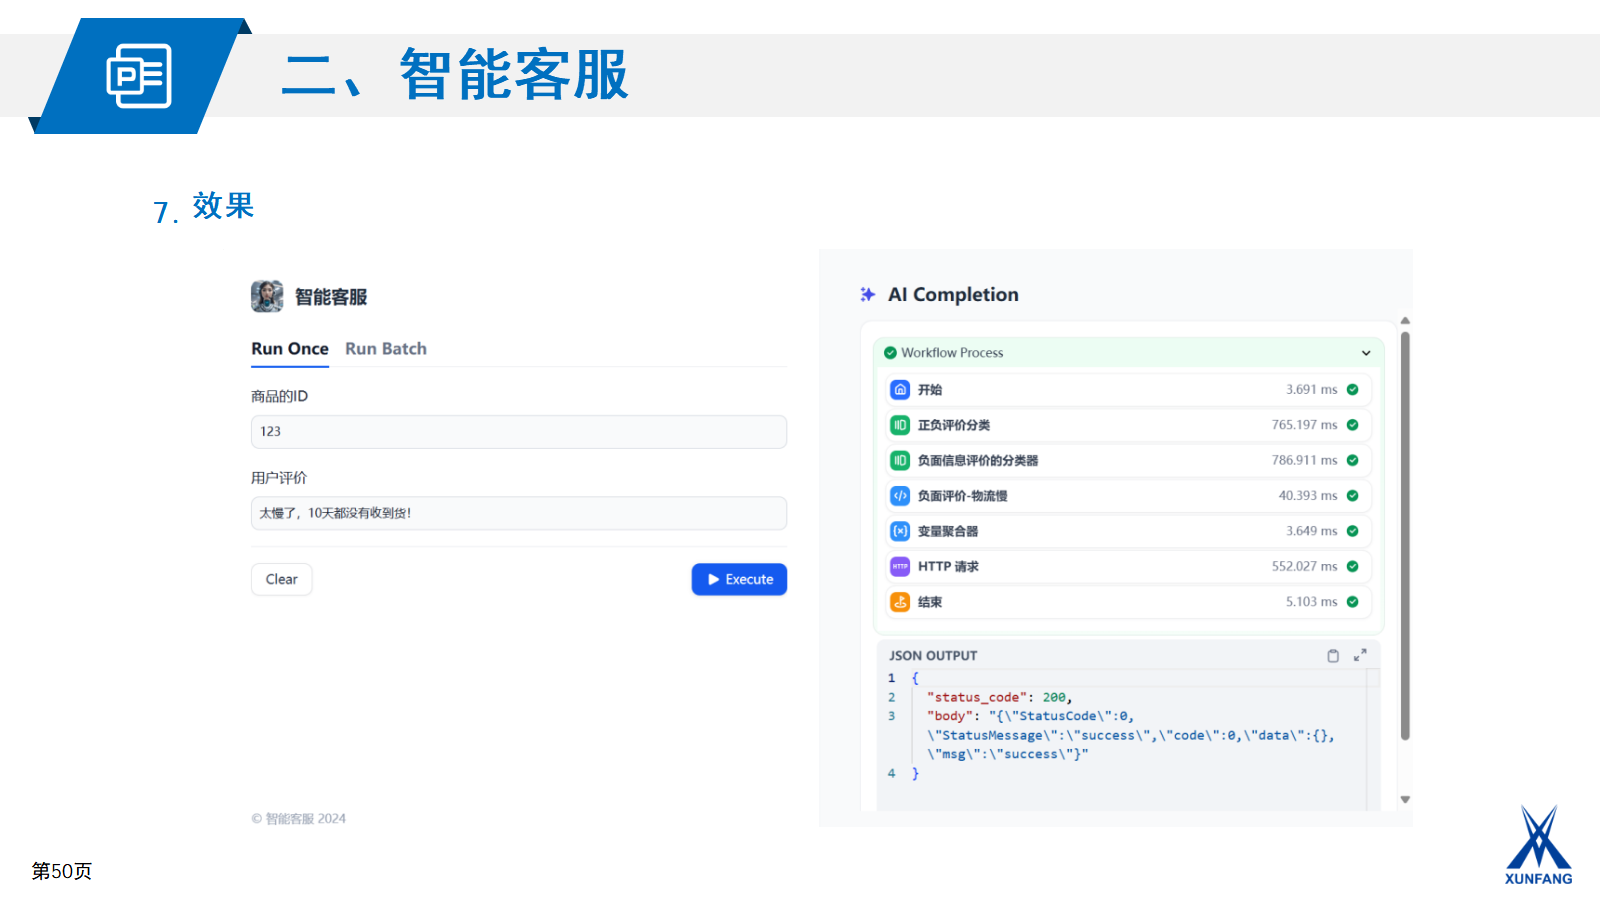 二、智能客服
7. 效果
智能客服
Run Once Run Batch
商品的ID
123
用户评价
太慢了，10天都没有收到货！
Clear
Execute
© 智能客服 2024
AI Completion
Workflow Process
开始 3.691 ms
正负评价分类 765.197 ms
负面信息评价的分类器 786.911 ms
负面评价-物流慢 40.393 ms
变量聚合器 3.649 ms
HTTP HTTP 请求 552.027 ms
结束 5.103 ms
JSON OUTPUT
1 {
2 "status_code": 200,
3 "body": "{\"StatusCode\":0,
\"StatusMessage\":\"success\",\"code\":0,\"data\":{},
\"msg\":\"success\"}"
4 }
第50页
XUNFANG